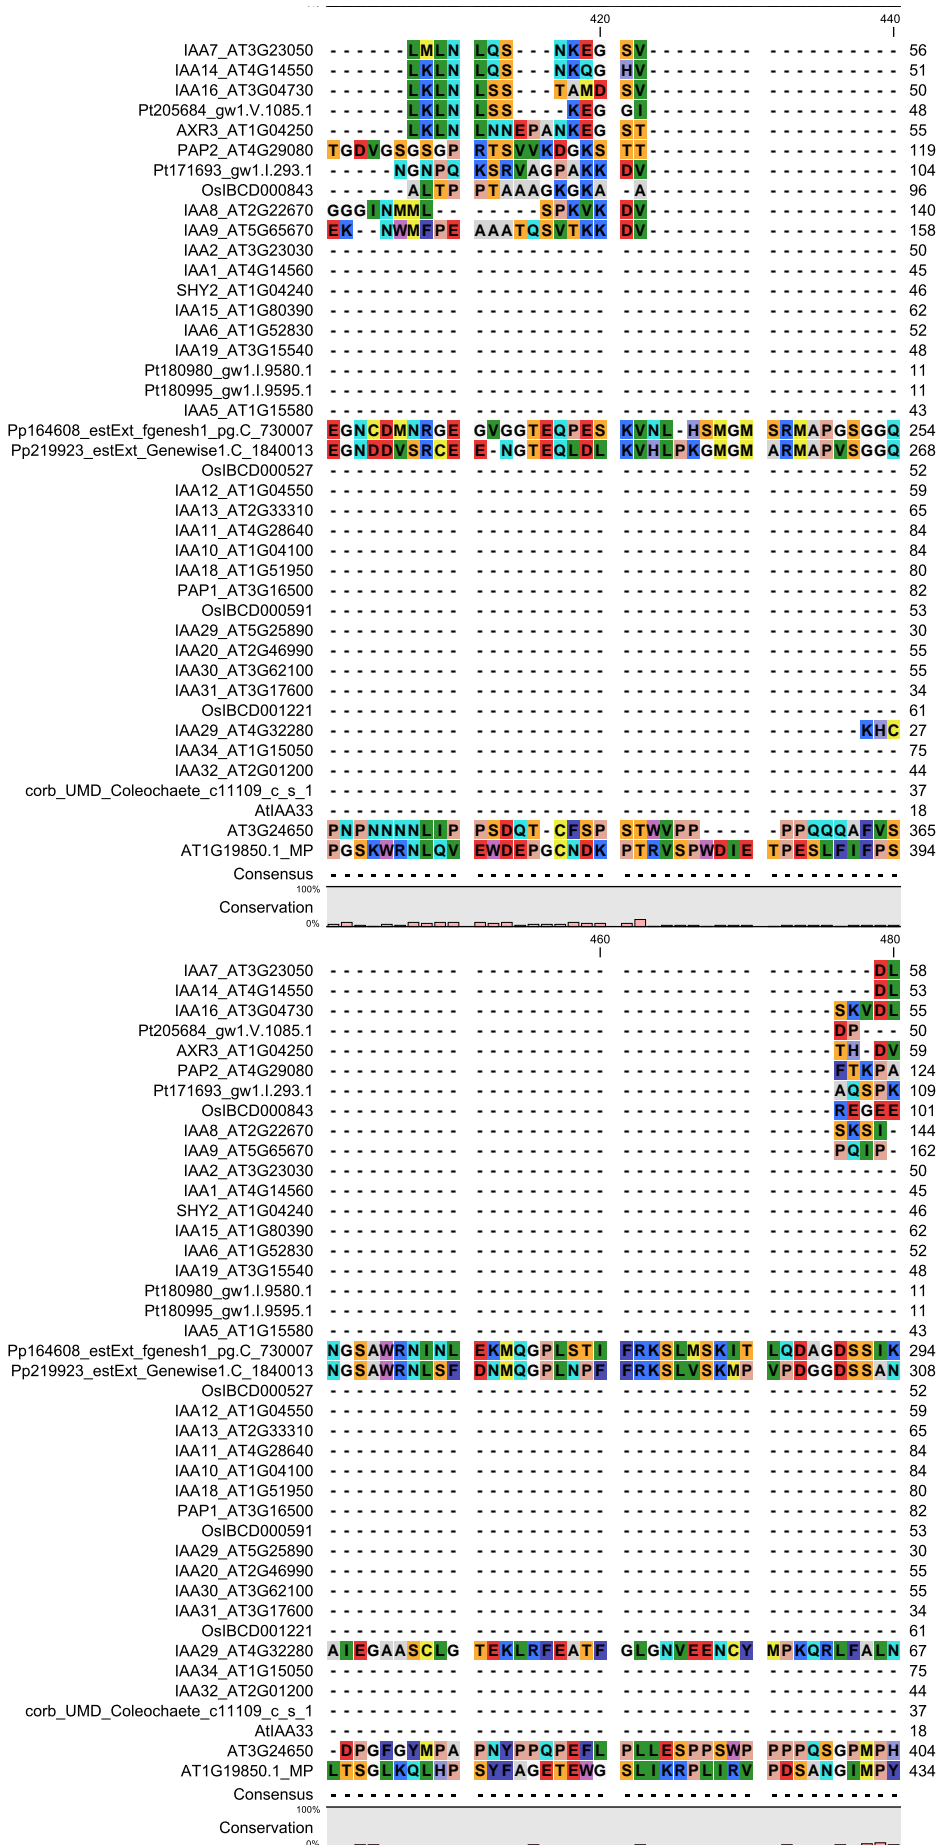 420 440
IAA7_AT3G23050 ------LMLN LQS---NKEG SV-------- ---------- 56
IAA14_AT4G14550 ------LKLN LQS---NKQG HV-------- ---------- 51
IAA16_AT3G04730 ------LKLN LSS---TAMD SV-------- ---------- 50
Pt205684_gw1.V.1085.1 ------LKLN LSS----KEG GI-------- ---------- 48
AXR3_AT1G04250 ------LKLN LNNEPANKEG ST-------- ---------- 55
PAP2_AT4G29080 TGDVGSGSGP RTSVVKDGKS TT-------- ---------- 119
Pt171693_gw1.I.293.1 -----NGNPQ KSRVAGPAKK DV-------- ---------- 104
OsIBCD000843 ------ALTP PTAAAGKGKA -A-------- ---------- 96
IAA8_AT2G22670 GGGINMML-- -----SPKVK DV-------- ---------- 140
IAA9_AT5G65670 EK--NWMFPE AAATQSVTKK DV-------- ---------- 158
IAA2_AT3G23030 ---------- ---------- ---------- ---------- 50
IAA1_AT4G14560 ---------- ---------- ---------- ---------- 45
SHY2_AT1G04240 ---------- ---------- ---------- ---------- 46
IAA15_AT1G80390 ---------- ---------- ---------- ---------- 62
IAA6_AT1G52830 ---------- ---------- ---------- ---------- 52
IAA19_AT3G15540 ---------- ---------- ---------- ---------- 48
Pt180980_gw1.I.9580.1 ---------- ---------- ---------- ---------- 11
Pt180995_gw1.I.9595.1 ---------- ---------- ---------- ---------- 11
IAA5_AT1G15580 ---------- ---------- ---------- ---------- 43
Pp164608_estExt_fgenesh1_pg.C_730007 EGNCDMNRGE GVGGTEQPES KVNL-HSMGM SRMAPGSGGQ 254
Pp219923_estExt_Genewise1.C_1840013 EGNDDVSRCE E-NGTEQLDL KVHLPKGMGM ARMAPVSGGQ 268
OsIBCD000527 ---------- ---------- ---------- ---------- 52
IAA12_AT1G04550 ---------- ---------- ---------- ---------- 59
IAA13_AT2G33310 ---------- ---------- ---------- ---------- 65
IAA11_AT4G28640 ---------- ---------- ---------- ---------- 84
IAA10_AT1G04100 ---------- ---------- ---------- ---------- 84
IAA18_AT1G51950 ---------- ---------- ---------- ---------- 80
PAP1_AT3G16500 ---------- ---------- ---------- ---------- 82
OsIBCD000591 ---------- ---------- ---------- ---------- 53
IAA29_AT5G25890 ---------- ---------- ---------- ---------- 30
IAA20_AT2G46990 ---------- ---------- ---------- ---------- 55
IAA30_AT3G62100 ---------- ---------- ---------- ---------- 55
IAA31_AT3G17600 ---------- ---------- ---------- ---------- 34
OsIBCD001221 ---------- ---------- ---------- ---------- 61
IAA29_AT4G32280 ---------- ---------- ---------- -------KHC 27
IAA34_AT1G15050 ---------- ---------- ---------- ---------- 75
IAA32_AT2G01200 ---------- ---------- ---------- ---------- 44
corb_UMD_Coleochaete_c11109_c_s_1 ---------- ---------- ---------- ---------- 37
AtIAA33 ---------- ---------- ---------- ---------- 18
AT3G24650 PNPNNNNLIP PSDQT-CFSP STWVPP---- -PPQQQAFVS 365
AT1G19850.1_MP PGSKWRNLQV EWDEPGCNDK PTRVSPWDIE TPESLFIFPS 394
Consensus ---------- ---------- ---------- ----------
100%
Conservation
0%
460 480
IAA7_AT3G23050 ---------- ---------- ---------- --------DL 58
IAA14_AT4G14550 ---------- ---------- ---------- --------DL 53
IAA16_AT3G04730 ---------- ---------- ---------- -----SKVDL 55
Pt205684_gw1.V.1085.1 ---------- ---------- ---------- -----DP--- 50
AXR3_AT1G04250 ---------- ---------- ---------- -----TH-DV 59
PAP2_AT4G29080 ---------- ---------- ---------- -----FTKPA 124
Pt171693_gw1.I.293.1 ---------- ---------- ---------- -----AQSPK 109
OsIBCD000843 ---------- ---------- ---------- -----REGEE 101
IAA8_AT2G22670 ---------- ---------- ---------- -----SKSI- 144
IAA9_AT5G65670 ---------- ---------- ---------- -----PQIP- 162
IAA2_AT3G23030 ---------- ---------- ---------- ---------- 50
IAA1_AT4G14560 ---------- ---------- ---------- ---------- 45
SHY2_AT1G04240 ---------- ---------- ---------- ---------- 46
IAA15_AT1G80390 ---------- ---------- ---------- ---------- 62
IAA6_AT1G52830 ---------- ---------- ---------- ---------- 52
IAA19_AT3G15540 ---------- ---------- ---------- ---------- 48
Pt180980_gw1.I.9580.1 ---------- ---------- ---------- ---------- 11
Pt180995_gw1.I.9595.1 ---------- ---------- ---------- ---------- 11
IAA5_AT1G15580 ---------- ---------- ---------- ---------- 43
Pp164608_estExt_fgenesh1_pg.C_730007 NGSAWRNINL EKMQGPLSTI FRKSLMSKIT LQDAGDSSIK 294
Pp219923_estExt_Genewise1.C_1840013 NGSAWRNLSF DNMQGPLNPF FRKSLVSKMP VPDGGDSSAN 308
OsIBCD000527 ---------- ---------- ---------- ---------- 52
IAA12_AT1G04550 ---------- ---------- ---------- ---------- 59
IAA13_AT2G33310 ---------- ---------- ---------- ---------- 65
IAA11_AT4G28640 ---------- ---------- ---------- ---------- 84
IAA10_AT1G04100 ---------- ---------- ---------- ---------- 84
IAA18_AT1G51950 ---------- ---------- ---------- ---------- 80
PAP1_AT3G16500 ---------- ---------- ---------- ---------- 82
OsIBCD000591 ---------- ---------- ---------- ---------- 53
IAA29_AT5G25890 ---------- ---------- ---------- ---------- 30
IAA20_AT2G46990 ---------- ---------- ---------- ---------- 55
IAA30_AT3G62100 ---------- ---------- ---------- ---------- 55
IAA31_AT3G17600 ---------- ---------- ---------- ---------- 34
OsIBCD001221 ---------- ---------- ---------- ---------- 61
IAA29_AT4G32280 AIEGAASCLG TEKLRFEATF GLGNVEENCY MPKQRLFALN 67
IAA34_AT1G15050 ---------- ---------- ---------- ---------- 75
IAA32_AT2G01200 ---------- ---------- ---------- ---------- 44
corb_UMD_Coleochaete_c11109_c_s_1 ---------- ---------- ---------- ---------- 37
AtIAA33 ---------- ---------- ---------- ---------- 18
AT3G24650 -DPGFGYMPA PNYPPQPEFL PLLESPPSWP PPPQSGPMPH 404
AT1G19850.1_MP LTSGLKQLHP SYFAGETEWG SLIKRPLIRV PDSANGIMPY 434
Consensus ---------- ---------- ---------- ----------
100%
Conservation
0%